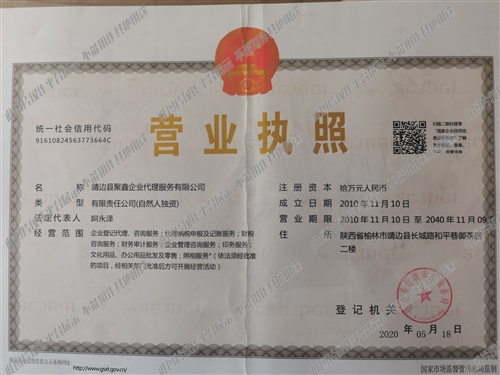 营业执照
统一社会信用代码
91610824563773664C
扫描二维码登录
名称 靖边县聚鑫企业代理服务有限公司
类型 有限责任公司(自然人独资)
法定代表人 阿永泽
经营范围 企业登记代理、咨询服务；代理纳税申报及记账服务；财税
咨询服务；财务审计服务；企业管理咨询服务；印务服务；
文化用品、办公用品批发及零售；照相服务*（依法须经批准
的项目，经相关部门批准后方可开展经营活动）
注册资本 拾万元人民币
成立日期 2010年11月10日
营业期限 2010年11月10日至 2040年11月09
住所 陕西省榆林市靖边县长城路和平巷御茶居
二楼
登记机关
2020 年 05 月 18 日
http://www.gsxt.gov.cn/
国家市场监督管理总局监制